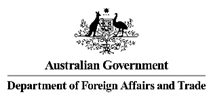 Australian Government
Department of Foreign Affairs and Trade